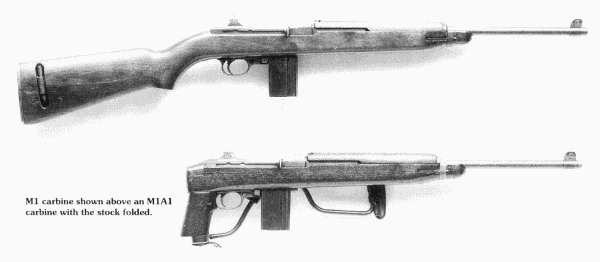 M1 carbine shown above an M1A1
carbine with the stock folded.